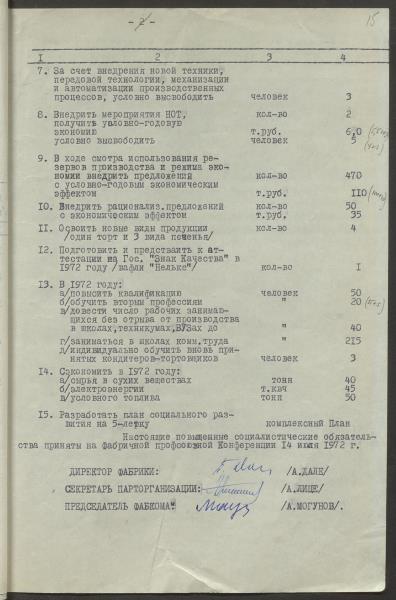 - 2 -
15
1 2 3 4
7. За счет внедрения новой техники,
передовой технологии, механизации
и автоматизации производственных
процессов, условно высвободить человек 3
8. Внедрить мероприятия НОТ, кол-во 2
получить условно-годовую
экономию т.руб. 6,0
условно высвободить человек 5
9. В ходе смотра использования ре-
зервов производства и режима эко-
номии внедрить предложений кол-во 470
с условно-годовым экономическим
эффектом т.руб. 110
10. Внедрить рационализ.предложений кол-во 50
с экономическим эффектом т.руб. 35
11. Освоить новые виды продукции кол-во 4
/один торт и 3 вида печенья/
12. Подготовить и представить к ат-
тестации на Гос. "Знак Качества" в
1972 году /вафли "Нельке"/ кол-во 1
13. В 1972 году:
а/повысить квалификацию человек 50
б/обучить вторым профессиям " 20
в/довести число рабочих занимаю-
щихся без отрыва от производства
в школах,техникумах,ВУЗах до " 40
г/заниматься в школах комм.труда " 215
д/индивидуально обучить вновь при-
нятых кондитеров-тортовщиков человек 3
14. Сэкономить в 1972 году:
а/сырья в сухих веществах тонн 40
б/электроэнергии т.квч 45
в/условного топлива тонн 50
15. Разработать план социального раз-
вития на 5-летку комплексный План
Настоящие повышенные социалистические обязатель-
ства приняты на Фабричной профсоюзной Конференции 14 июля 1972 г.
ДИРЕКТОР ФАБРИКИ: /А.ДАЛЕ/
СЕКРЕТАРЬ ПАРТОРГАНИЗАЦИИ: /А.ЛИЦЕ/
ПРЕДСЕДАТЕЛЬ ФАБКОМА: /А.МОГУНОВ/.